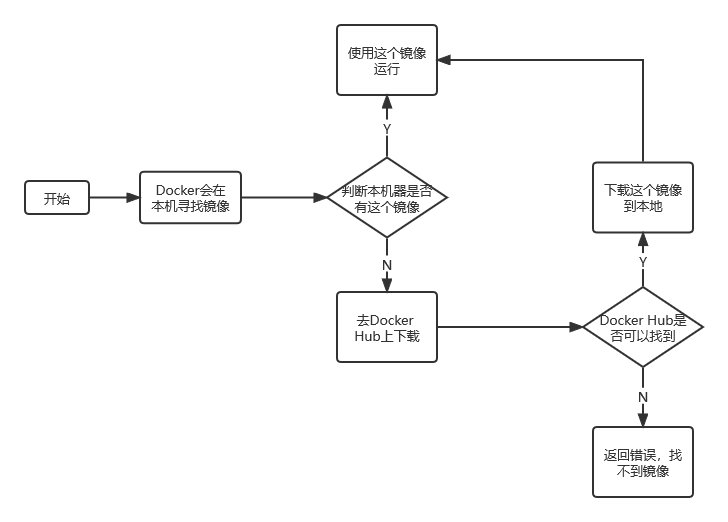 使用这个镜像
运行
Y
开始
Docker会在
本机寻找镜像
判断本机器是否
有这个镜像
下载这个镜像
到本地
N
Y
去Docker
Hub上下载
Docker Hub是
否可以找到
N
返回错误，找
不到镜像